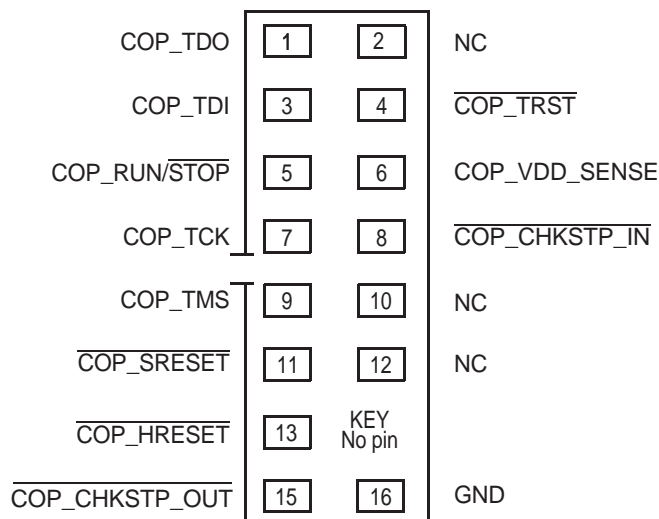 COP_TDO 1 2 NC
COP_TDI 3 4 COP_TRST
COP_RUN/STOP 5 6 COP_VDD_SENSE
COP_TCK 7 8 COP_CHKSTP_IN
COP_TMS 9 10 NC
COP_SRESET 11 12 NC
COP_HRESET 13 KEY
No pin
COP_CHKSTP_OUT 15 16 GND